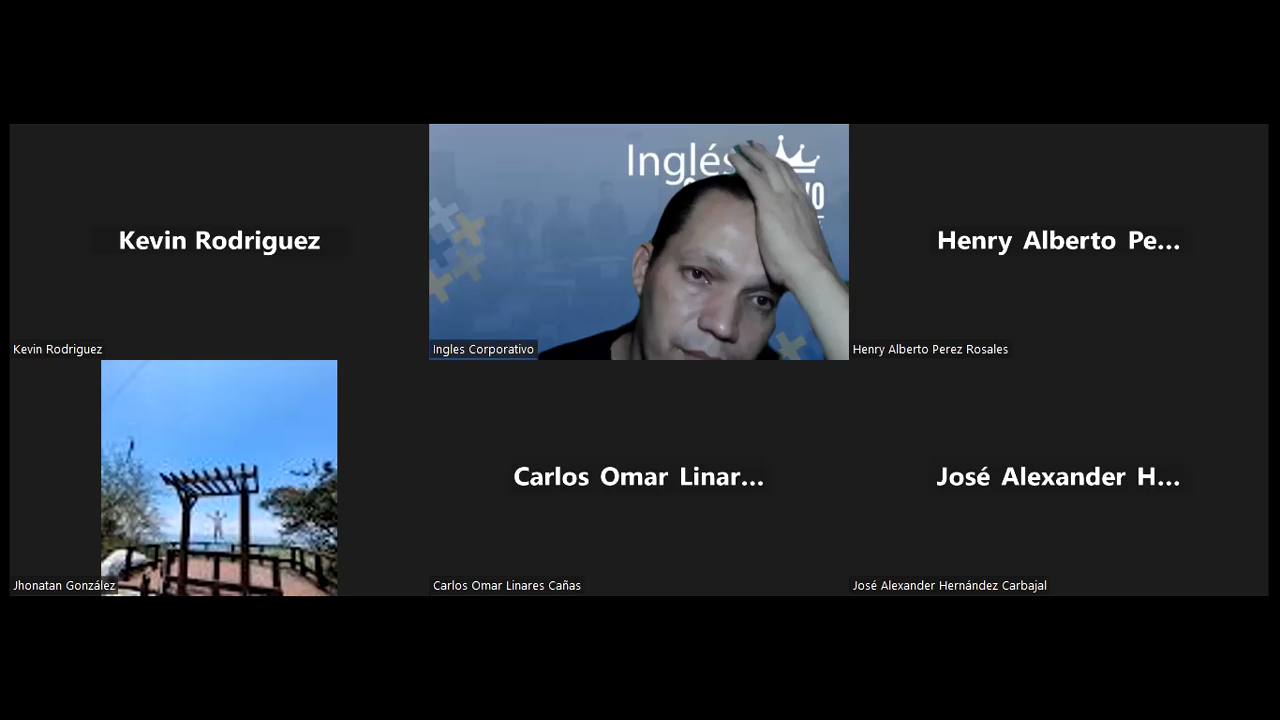 Kevin Rodriguez
Kevin Rodriguez
Inglés
Ingles Corporativo
Henry Alberto Pe...
Henry Alberto Perez Rosales
Jhonatan González
Carlos Omar Linar...
Carlos Omar Linares Cañas
José Alexander H...
José Alexander Hernández Carbajal